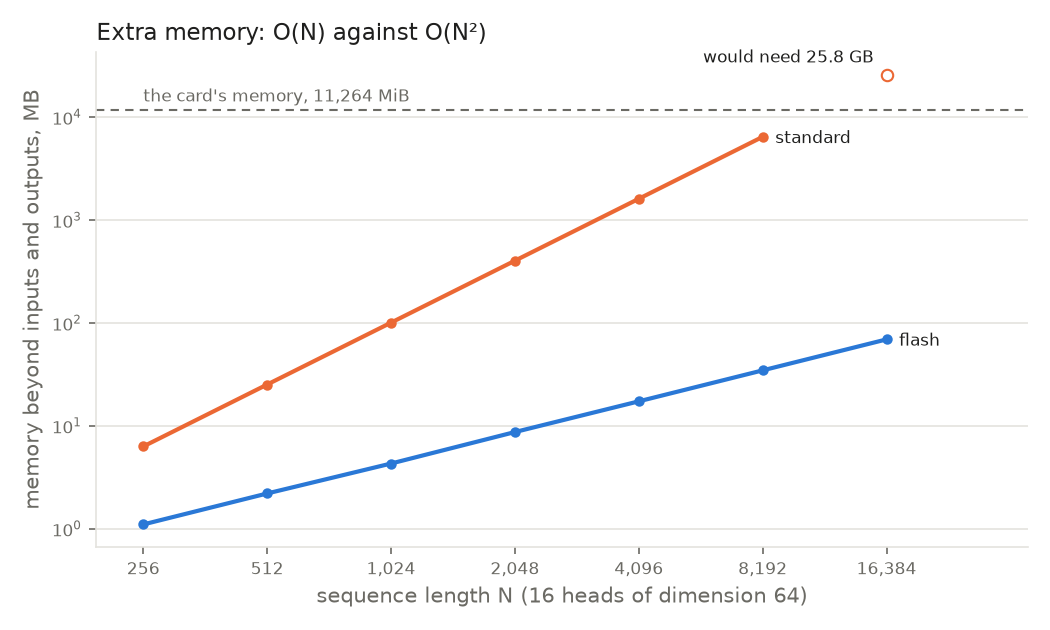 Extra memory: O(N) against O(N²)
would need 25.8 GB
the card's memory, 11,264 MiB
memory beyond inputs and outputs, MB
10⁴
standard
10³
10²
flash
10¹
10⁰
256 512 1,024 2,048 4,096 8,192 16,384
sequence length N (16 heads of dimension 64)